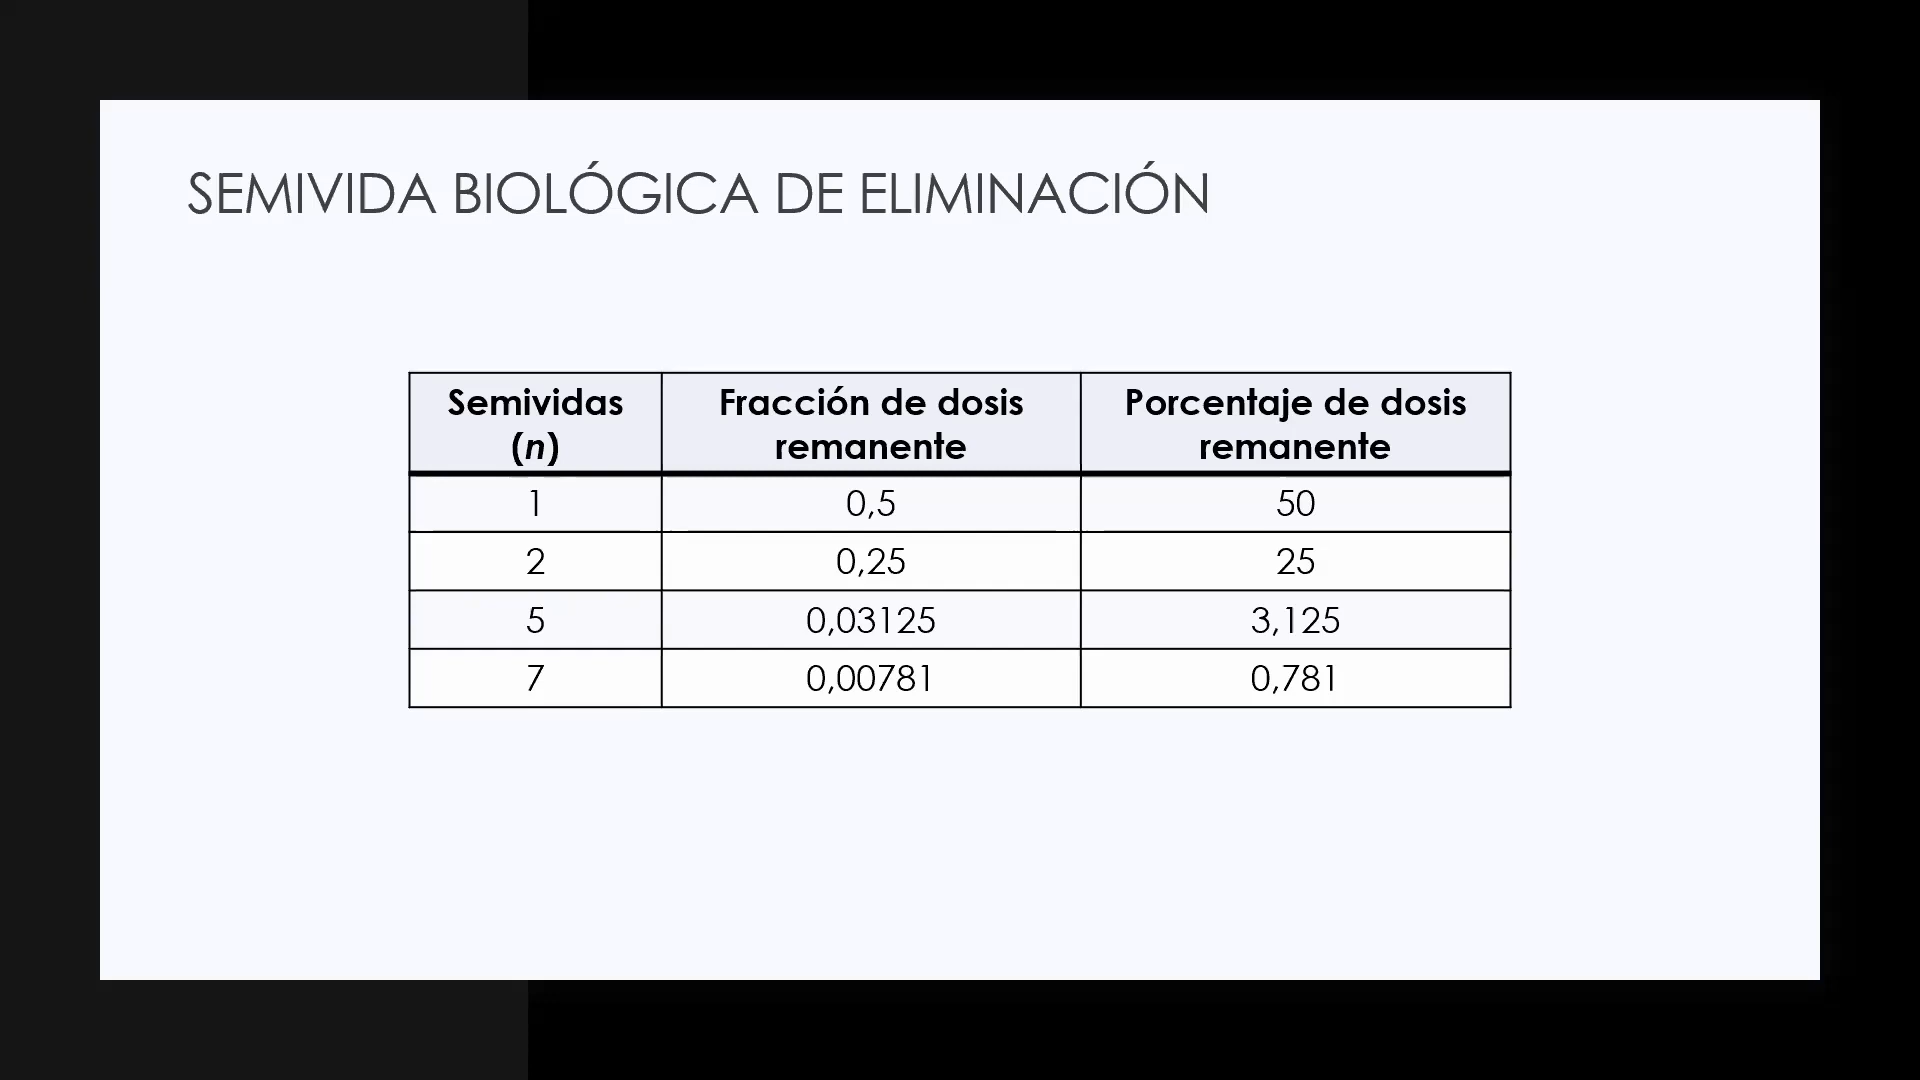 SEMIVIDA BIOLÓGICA DE ELIMINACIÓN
Semividas (n) Fracción de dosis remanente Porcentaje de dosis remanente
1 0,5 50
2 0,25 25
5 0,03125 3,125
7 0,00781 0,781